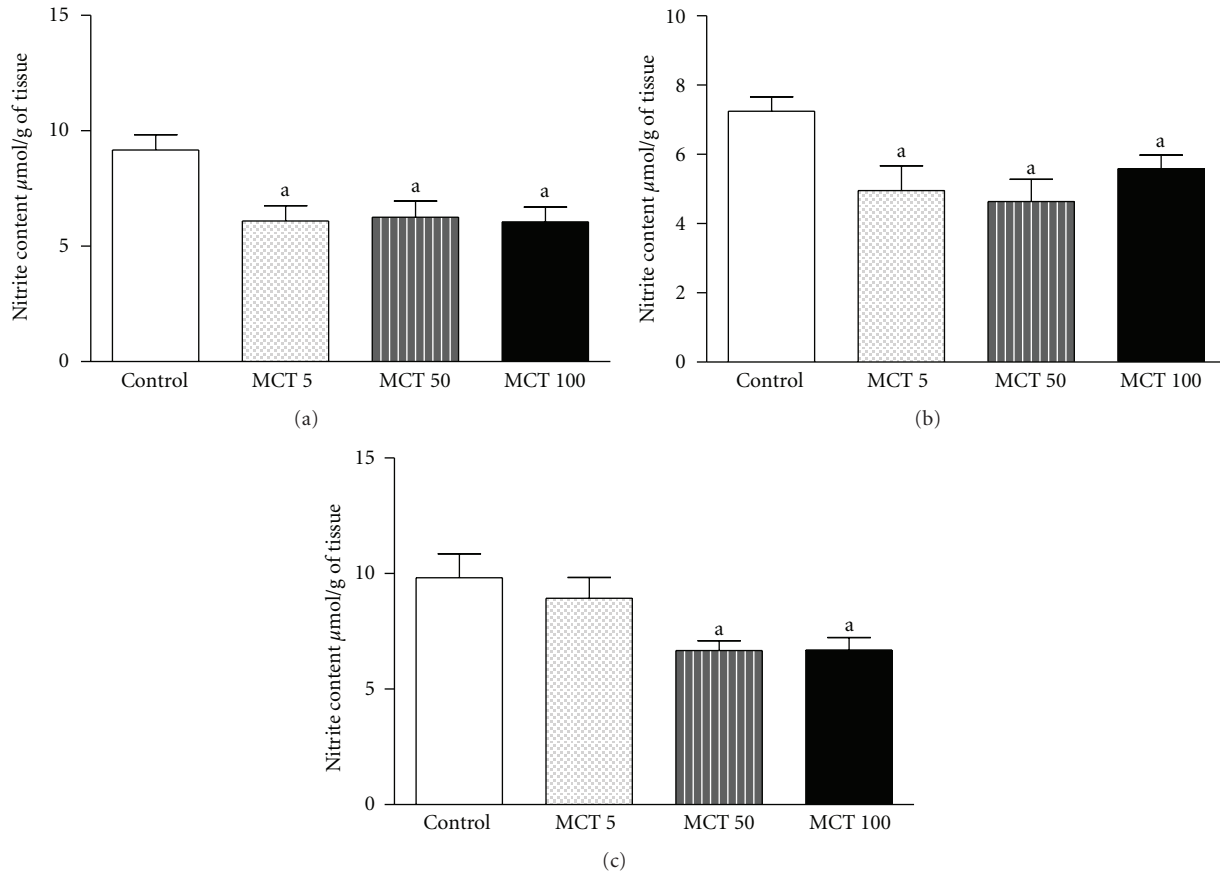 15
10
5
0
Nitrite content μmol/g of tissue
a
a
a
Control
MCT 5
MCT 50
MCT 100
(a)
10
8
6
4
2
0
Nitrite content μmol/g of tissue
a
a
a
Control
MCT 5
MCT 50
MCT 100
(b)
15
10
5
0
Nitrite content μmol/g of tissue
a
a
Control
MCT 5
MCT 50
MCT 100
(c)